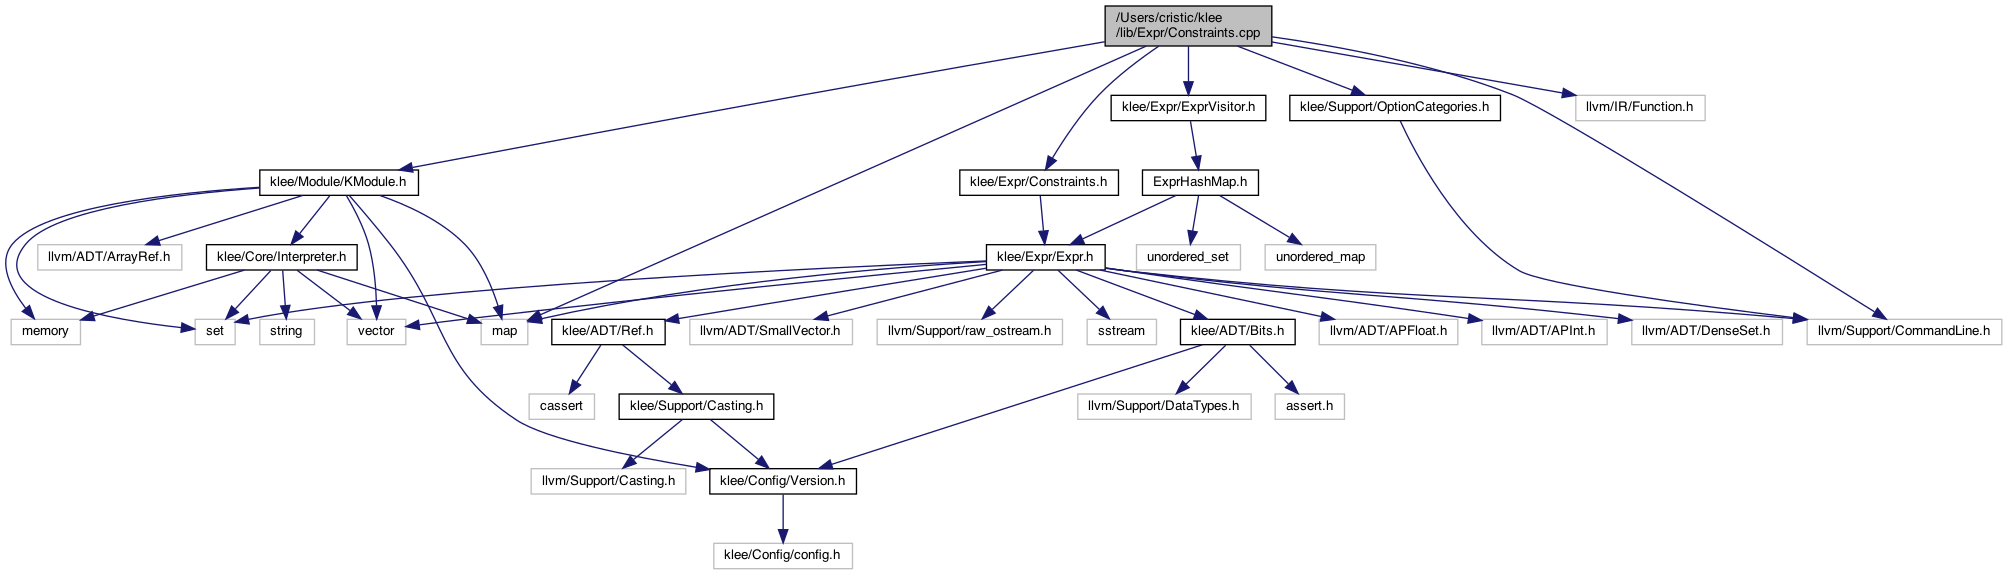 /Users/cristic/klee
/lib/Expr/Constraints.cpp
klee/Expr/ExprVisitor.h
klee/Support/OptionCategories.h
llvm/IR/Function.h
klee/Module/KModule.h
klee/Expr/Constraints.h
ExprHashMap.h
llvm/ADT/ArrayRef.h
klee/Core/Interpreter.h
klee/Expr/Expr.h
unordered_set
unordered_map
memory
set
string
vector
map
klee/ADT/Ref.h
llvm/ADT/SmallVector.h
llvm/Support/raw_ostream.h
sstream
klee/ADT/Bits.h
llvm/ADT/APFloat.h
llvm/ADT/APInt.h
llvm/ADT/DenseSet.h
llvm/Support/CommandLine.h
cassert
klee/Support/Casting.h
llvm/Support/DataTypes.h
assert.h
llvm/Support/Casting.h
klee/Config/Version.h
klee/Config/config.h